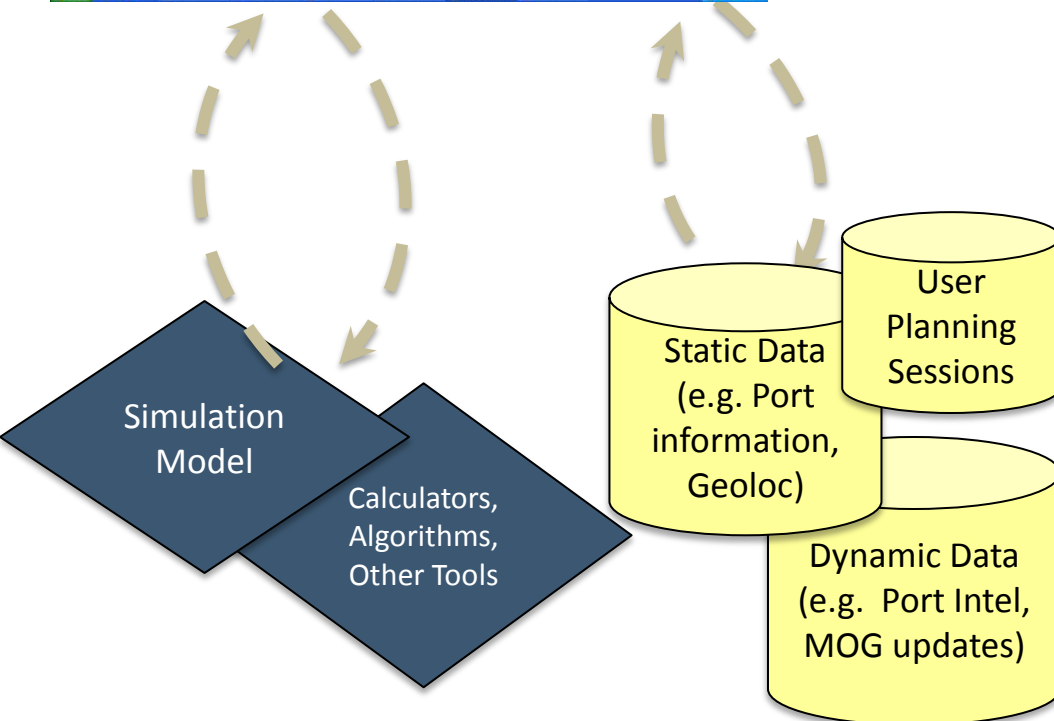 Simulation
Model
Calculators,
Algorithms,
Other Tools
Static Data
(e.g. Port
information,
Geoloc)
User
Planning
Sessions
Dynamic Data
(e.g.  Port Intel,
MOG updates)